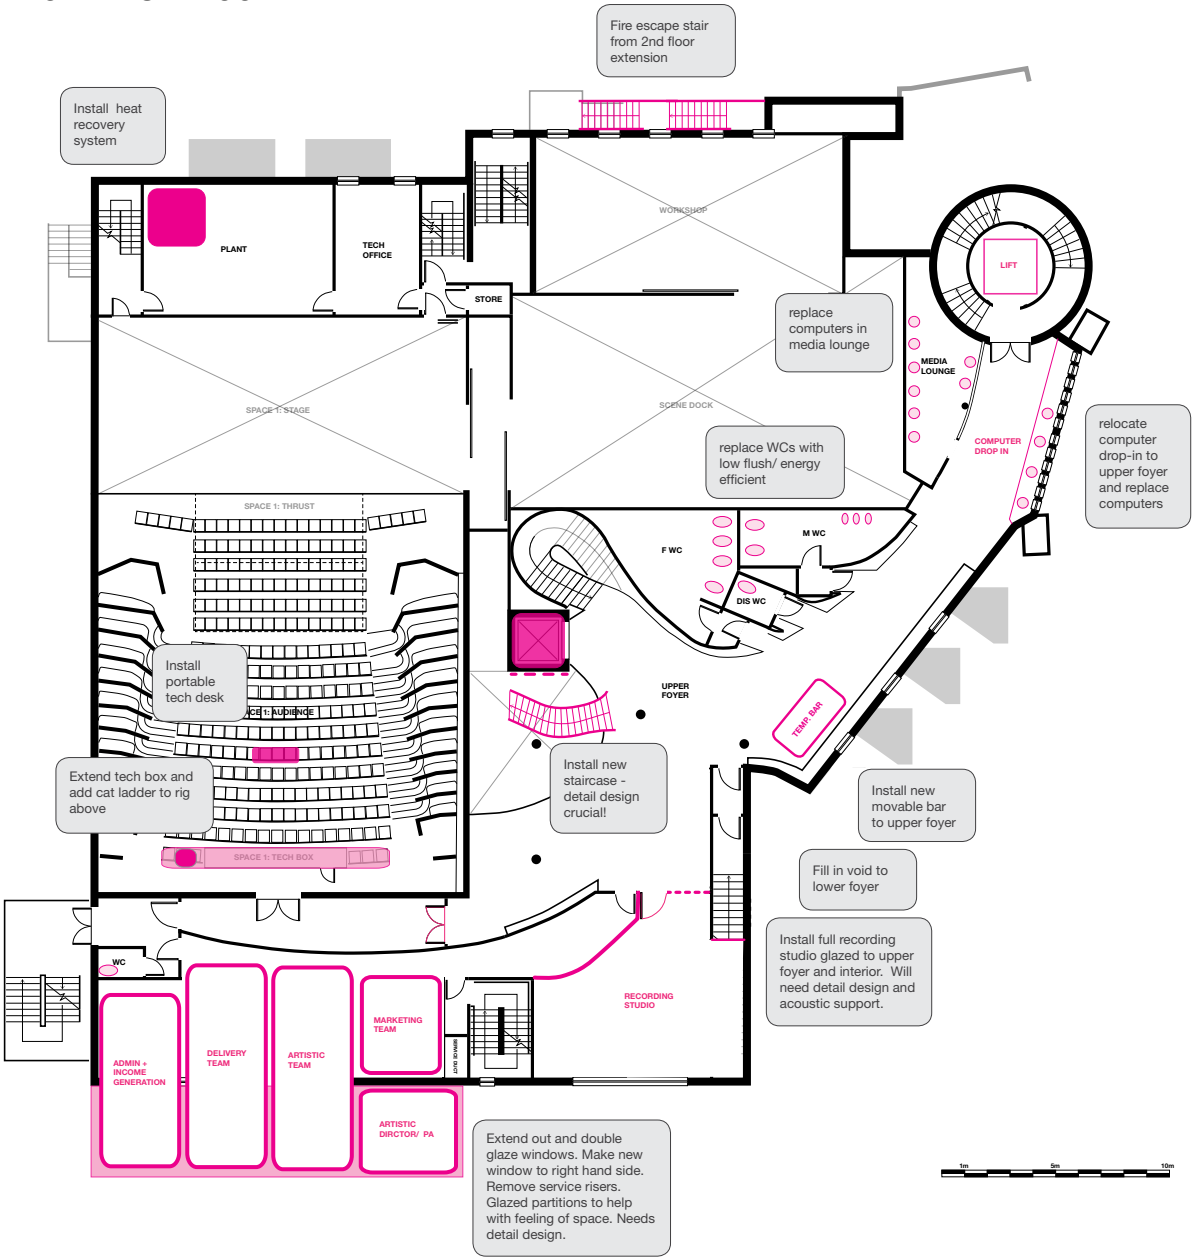 Fire escape stair
from 2nd floor
extension
Install  heat
recovery
system
WORKSHOP
PLANT
TECH
OFFICE
LIFT
STORE
replace
computers in
media lounge
MEDIA
LOUNGE
SPACE 1: STAGE
SCENE DOCK
COMPUTER
DROP IN
relocate
computer
drop-in to
upper foyer
and replace
computers
replace WCs with
low flush/ energy
efficient
SPACE 1: THRUST
F WC
M WC
DIS WC
Install
portable
tech desk
UPPER
FOYER
ACE 1: AUDIENCE
TEMP. BAR
Extend tech box and
add cat ladder to rig
above
Install new
staircase -
detail design
crucial!
Install new
movable bar
to upper foyer
SPACE 1: TECH BOX
Fill in void to
lower foyer
Install full recording
studio glazed to upper
foyer and interior.  Will
need detail design and
acoustic support.
WC
RECORDING
STUDIO
MARKETING
TEAM
DELIVERY
TEAM
ARTISTIC
TEAM
ADMIN +
INCOME
GENERATION
SERVICE DUCT
ARTISTIC
DIRCTOR/  PA
Extend out and double
glaze windows. Make new
window to right hand side.
Remove service risers.
Glazed partitions to help
with feeling of space. Needs
detail design.
1m
5m
10m